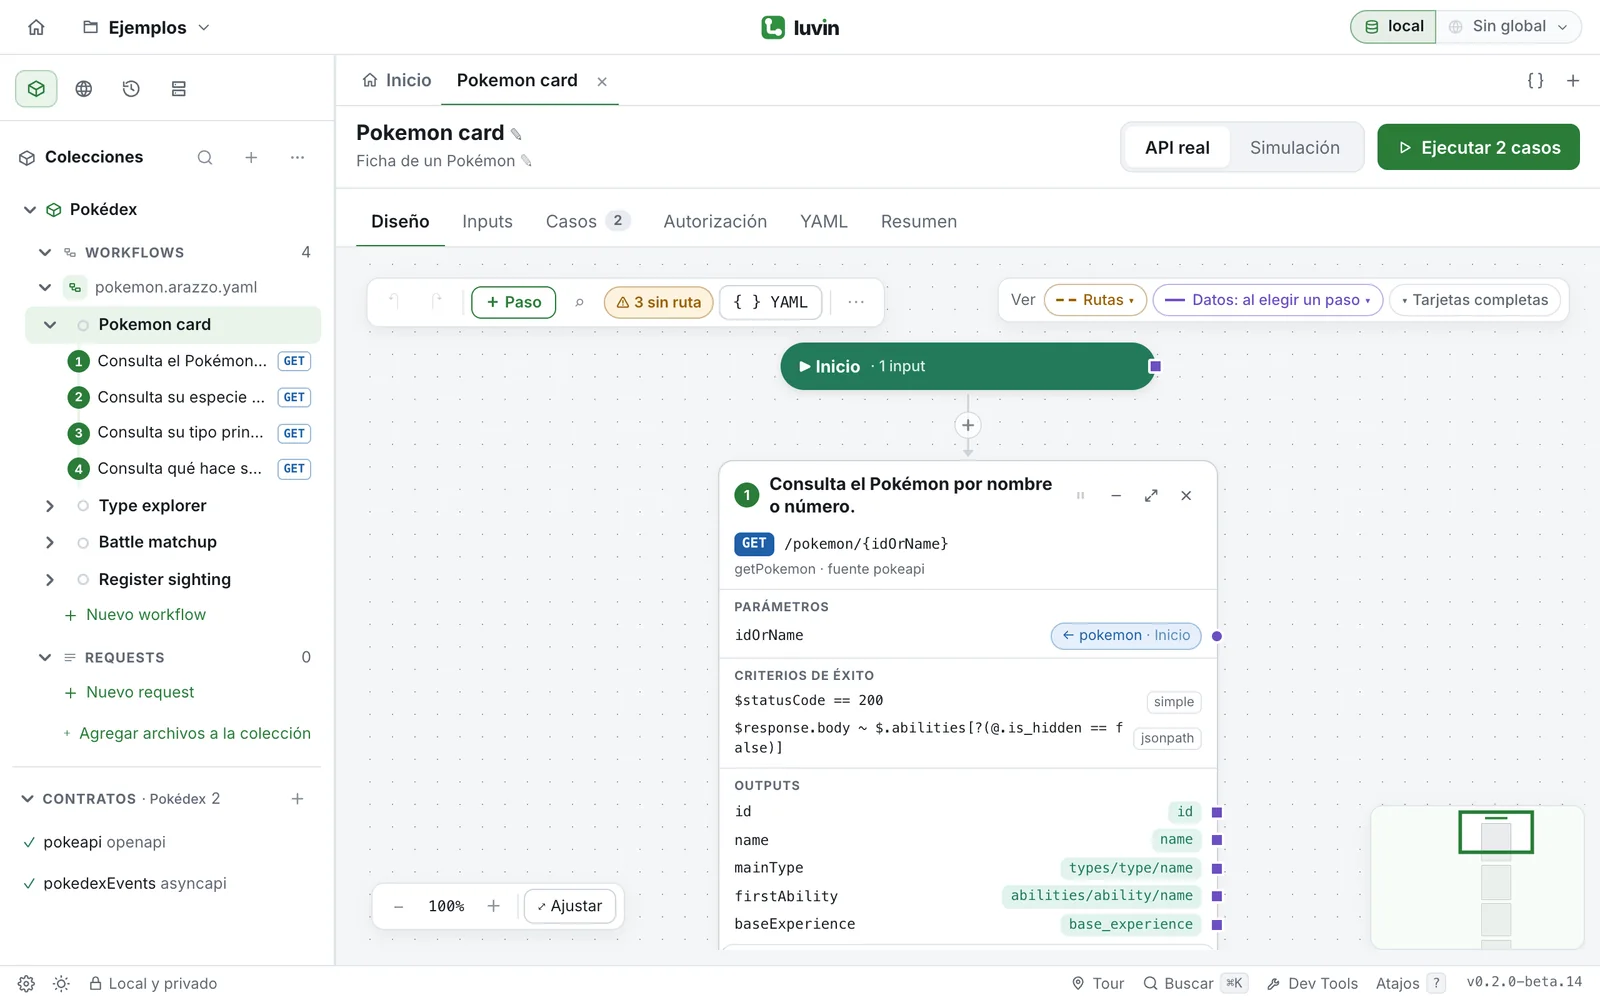 Ejemplos
luvin
local
Sin global
Inicio
Pokemon card
Colecciones
Pokemon card
Ficha de un Pokémon
API real
Simulación
Ejecutar 2 casos
Pokédex
WORKFLOWS 4
pokemon.arazzo.yaml
Pokemon card
1 Consulta el Pokémon... GET
2 Consulta su especie ... GET
3 Consulta su tipo prin... GET
4 Consulta qué hace s... GET
Type explorer
Battle matchup
Register sighting
+ Nuevo workflow
REQUESTS 0
+ Nuevo request
+ Agregar archivos a la colección
CONTRATOS · Pokédex 2 +
pokeapi openapi
pokedexEvents asyncapi
Diseño Inputs Casos 2 Autorización YAML Resumen
+ Paso
3 sin ruta
{ } YAML
...
Ver
Rutas
Datos: al elegir un paso
Tarjetas completas
Inicio · 1 input
1 Consulta el Pokémon por nombre
o número.
GET /pokemon/{idOrName}
getPokemon · fuente pokeapi
PARÁMETROS
idOrName ← pokemon · Inicio
CRITERIOS DE ÉXITO
$statusCode == 200 simple
$response.body ~ $.abilities[?(@.is_hidden == f
alse)] jsonpath
OUTPUTS
id id
name name
mainType types/type/name
firstAbility abilities/ability/name
baseExperience base_experience
− 100% +
Ajustar
Local y privado
Tour
Buscar ⌘K
Dev Tools
Atajos ?
v0.2.0-beta.14